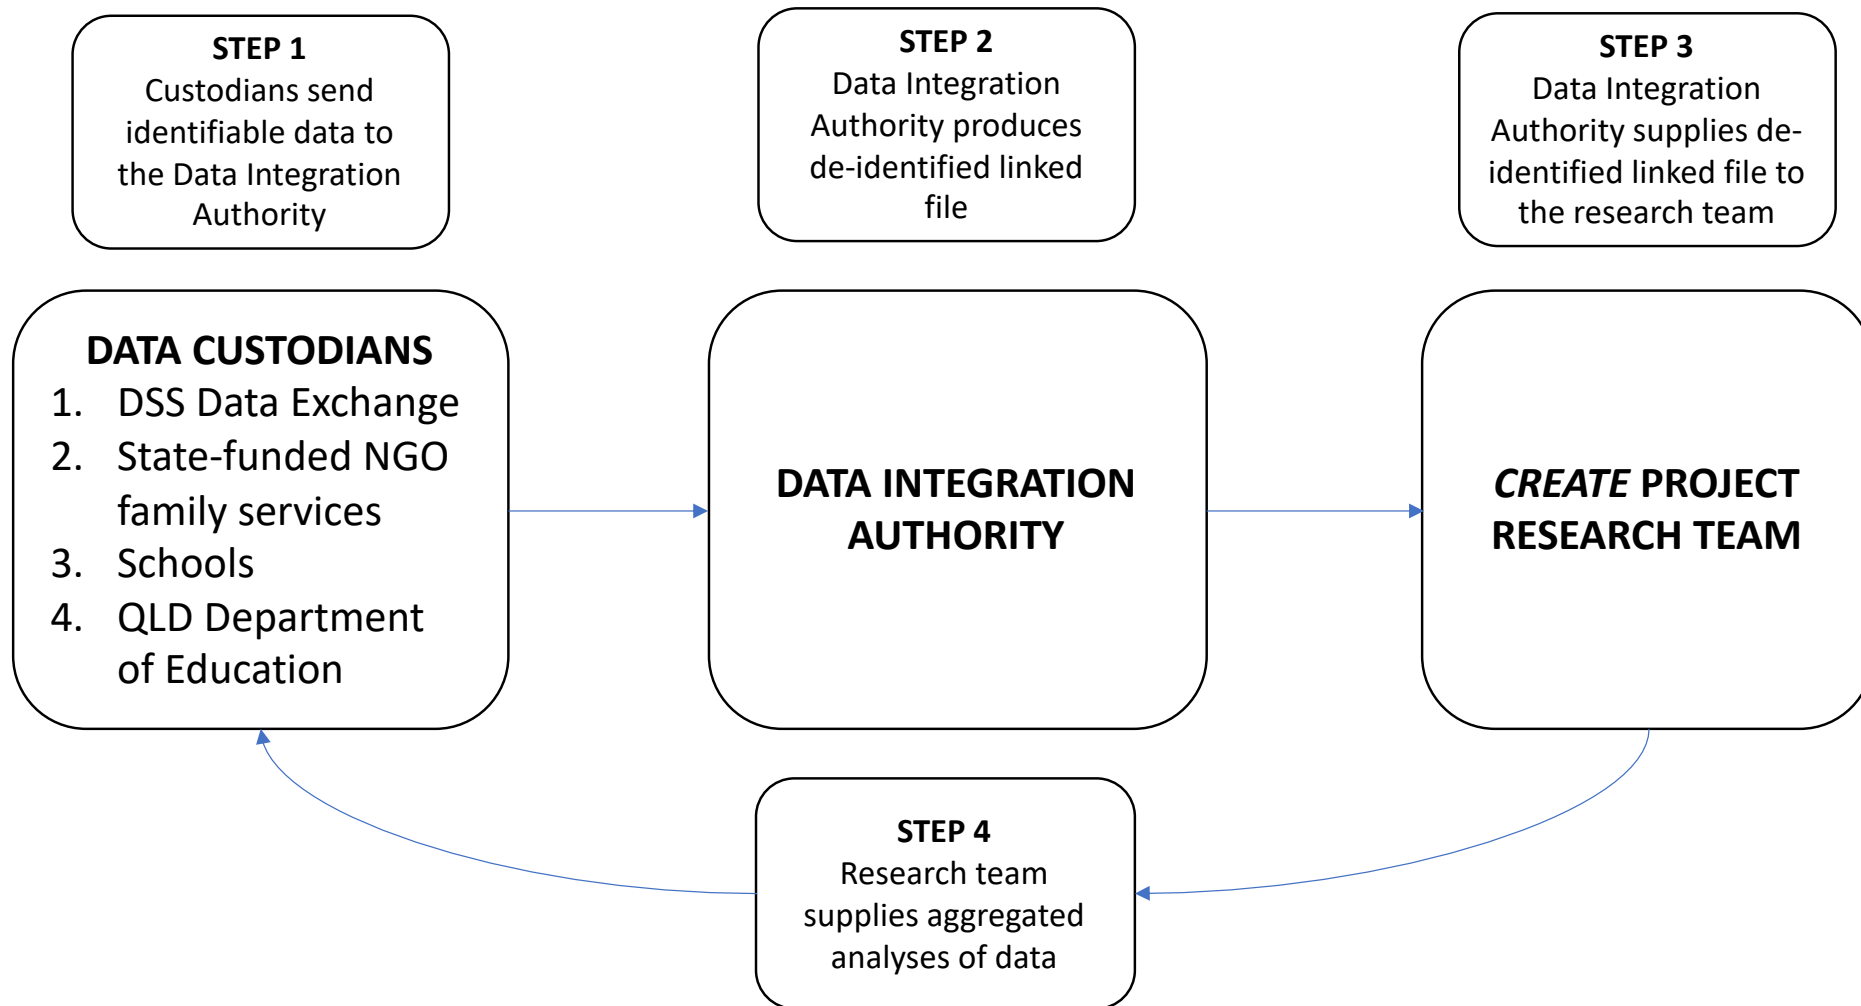 STEP 1
Custodians send
identifiable data to
the Data Integration
Authority
STEP 2
Data Integration
Authority produces
de-identified linked
file
STEP 3
Data Integration
Authority supplies de-
identified linked file to
the research team
DATA CUSTODIANS
1. DSS Data Exchange
2. State-funded NGO
family services
3. Schools
4. QLD Department
of Education
DATA INTEGRATION
AUTHORITY
CREATE PROJECT
RESEARCH TEAM
STEP 4
Research team
supplies aggregated
analyses of data